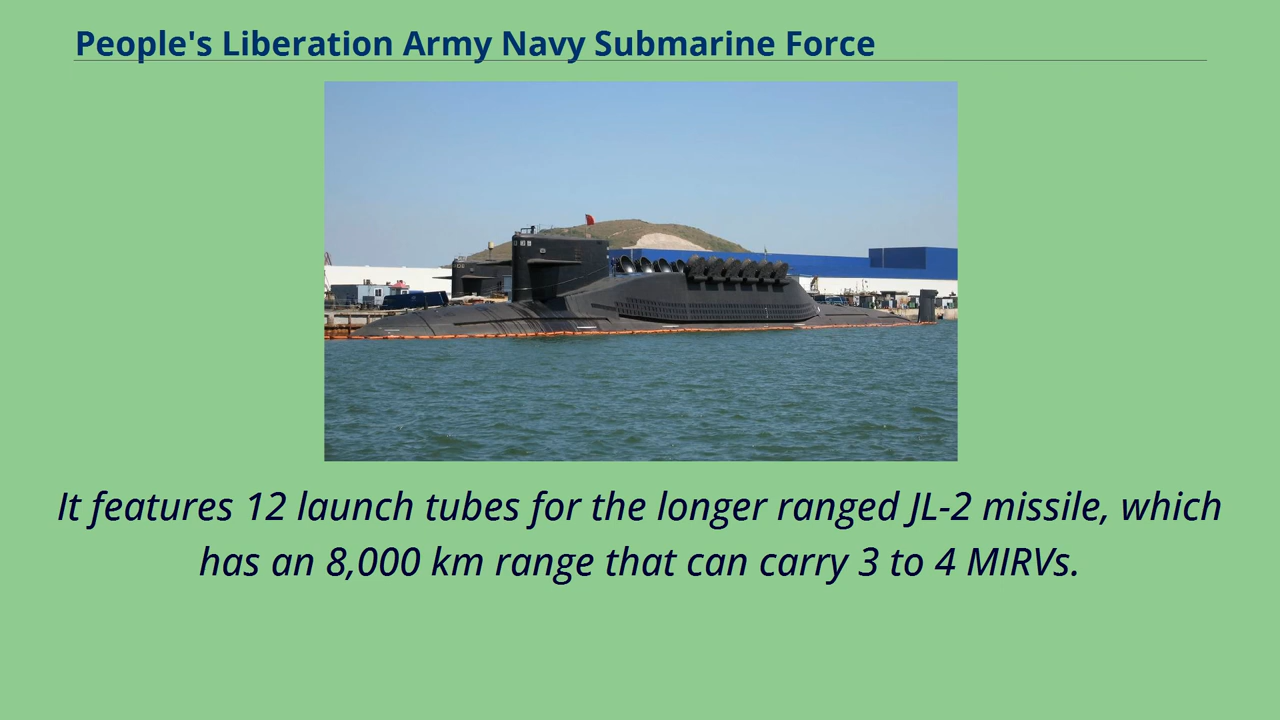 People's Liberation Army Navy Submarine Force
It features 12 launch tubes for the longer ranged JL-2 missile, which
has an 8,000 km range that can carry 3 to 4 MIRVs.